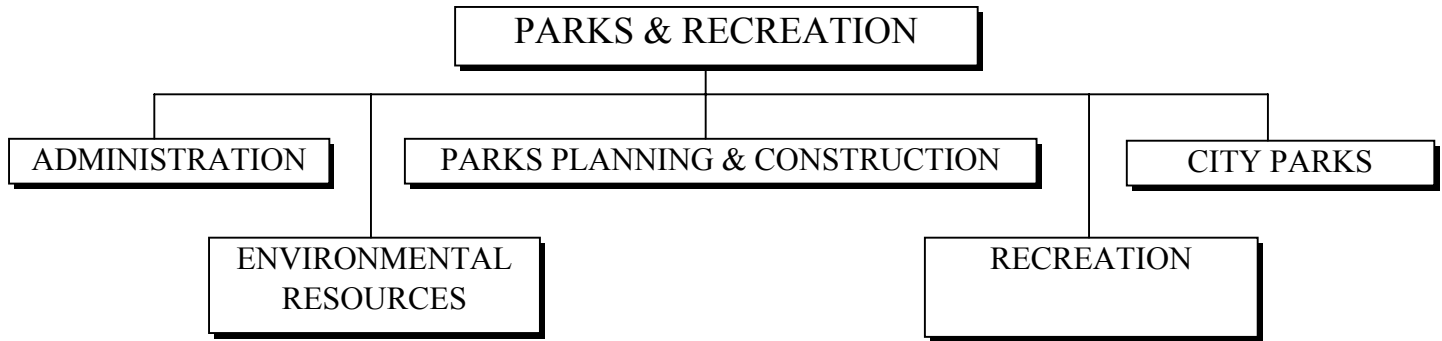 PARKS & RECREATION
ADMINISTRATION
PARKS PLANNING & CONSTRUCTION
CITY PARKS
ENVIRONMENTAL
RESOURCES
RECREATION